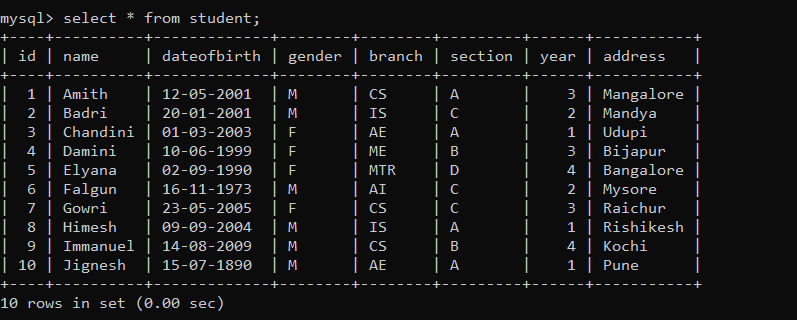 mysql> select * from student;
+----+----------+-------------+--------+--------+---------+------+-----------+
| id | name     | dateofbirth | gender | branch | section | year | address   |
+----+----------+-------------+--------+--------+---------+------+-----------+
|  1 | Amith    | 12-05-2001  | M      | CS     | A       |    3 | Mangalore |
|  2 | Badri    | 20-01-2001  | M      | IS     | C       |    2 | Mandya    |
|  3 | Chandini | 01-03-2003  | F      | AE     | A       |    1 | Udupi     |
|  4 | Damini   | 10-06-1999  | F      | ME     | B       |    3 | Bijapur   |
|  5 | Elyana   | 02-09-1990  | F      | MTR    | D       |    4 | Bangalore |
|  6 | Falgun   | 16-11-1973  | M      | AI     | C       |    2 | Mysore    |
|  7 | Gowri    | 23-05-2005  | F      | CS     | C       |    3 | Raichur   |
|  8 | Himesh   | 09-09-2004  | M      | IS     | A       |    1 | Rishikesh |
|  9 | Immanuel | 14-08-2009  | M      | CS     | B       |    4 | Kochi     |
| 10 | Jignesh  | 15-07-1890  | M      | AE     | A       |    1 | Pune      |
+----+----------+-------------+--------+--------+---------+------+-----------+
10 rows in set (0.00 sec)